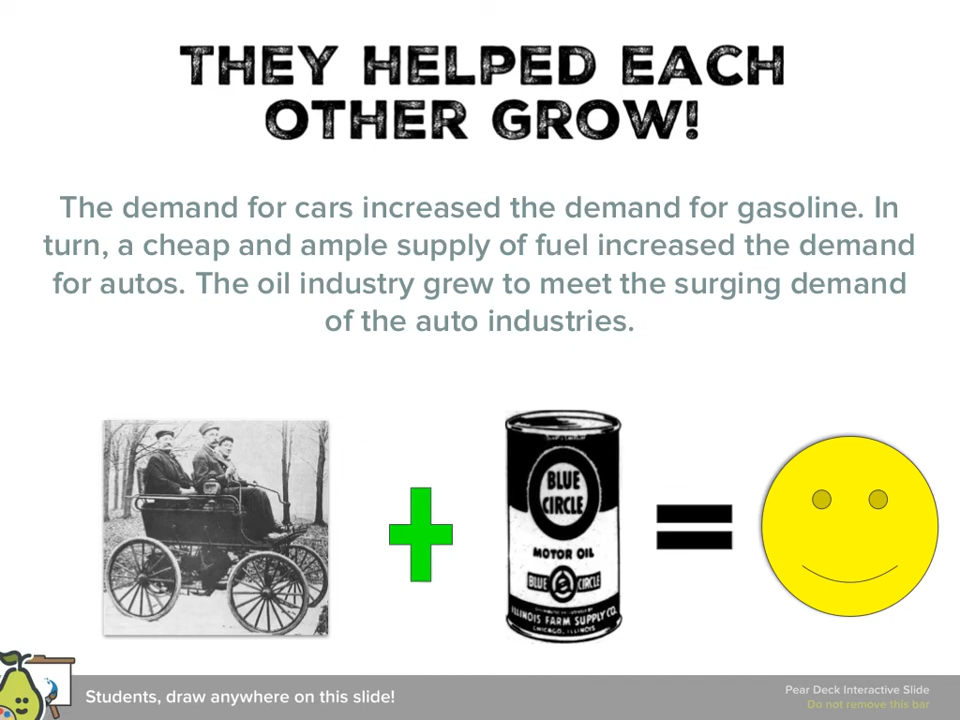 THEY HELPED EACH
OTHER GROW!
The demand for cars increased the demand for gasoline. In
turn, a cheap and ample supply of fuel increased the demand
for autos. The oil industry grew to meet the surging demand
of the auto industries.
BLUE
CIRCLE
MOTOR OIL
BLUE CIRCLE
ILLINOIS FARM SUPPLY CO.
CHICAGO, ILLINOIS
Students, draw anywhere on this slide!
Pear Deck Interactive Slide
Do not remove this bar